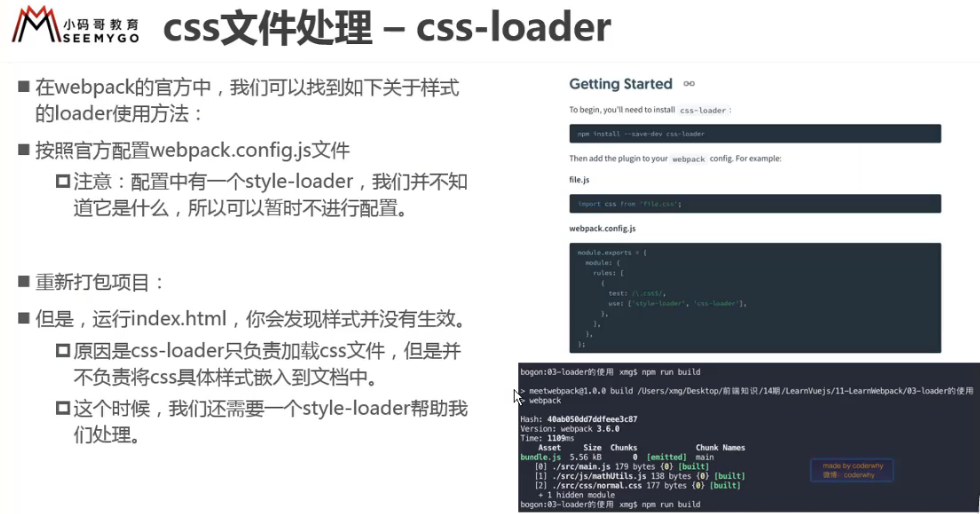 小码哥教育
SEEMYGO
css文件处理 – css-loader
■ 在webpack的官方中，我们可以找到如下关于样式
的loader使用方法：
■ 按照官方配置webpack.config.js文件
注意：配置中有一个style-loader，我们并不知
道它是什么，所以可以暂时不进行配置。
■ 重新打包项目：
■ 但是，运行index.html，你会发现样式并没有生效。
原因是css-loader只负责加载css文件，但是并
不负责将css具体样式嵌入到文档中。
这个时候，我们还需要一个style-loader帮助我
们处理。
Getting Started
To begin, you'll need to install css-loader :
npm install --save-dev css-loader
Then add the plugin to your webpack config. For example:
file.js
import css from 'file.css';
webpack.config.js
module.exports = {
module: {
rules: [
{
test: /\.css$/,
use: ['style-loader', 'css-loader'],
},
],
},
};
bogon:03-loader的使用 xmg$ npm run build
> meetwebpack@1.0.0 build /Users/xmg/Desktop/前端知识/14期/LearnVuejs/11-LearnWebpack/03-loader的使用
> webpack
Hash: 40ab050dd7ddfeee3c87
Version: webpack 3.6.0
Time: 1109ms
Asset Size Chunks Chunk Names
bundle.js 5.56 kB 0 [emitted] main
[0] ./src/main.js 179 bytes {0} [built]
[1] ./src/js/mathUtils.js 138 bytes {0} [built]
[2] ./src/css/normal.css 177 bytes {0} [built]
+ 1 hidden module
bogon:03-loader的使用 xmg$ npm run build
made by:coderwhy
微博：coderwhy